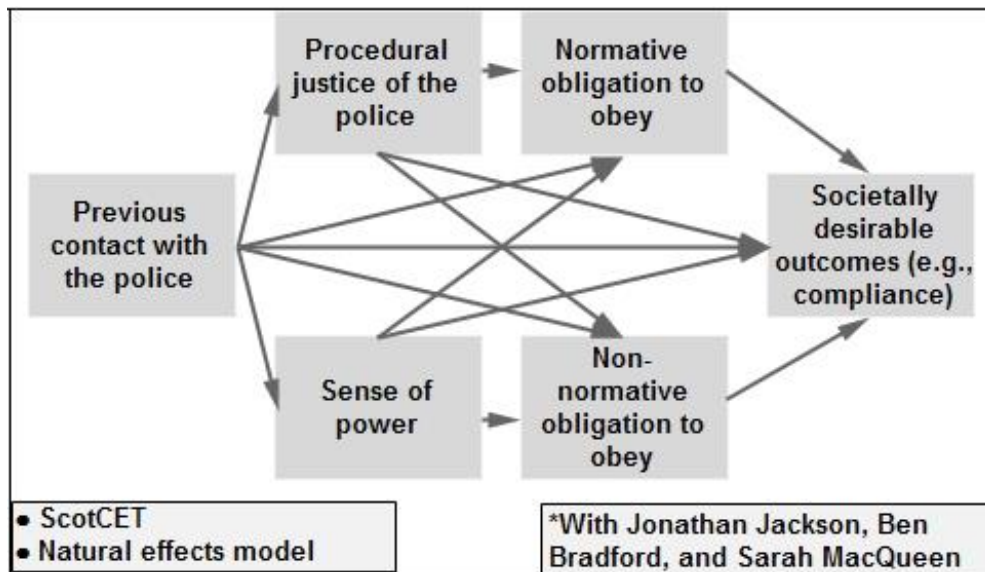 Procedural
justice of the
police
Normative
obligation to
obey
Previous
contact with
the police
Societally
desirable
outcomes (e.g.,
compliance)
Sense of
power
Non-
normative
obligation to
obey
● ScotCET
● Natural effects model
*With Jonathan Jackson, Ben
Bradford, and Sarah MacQueen